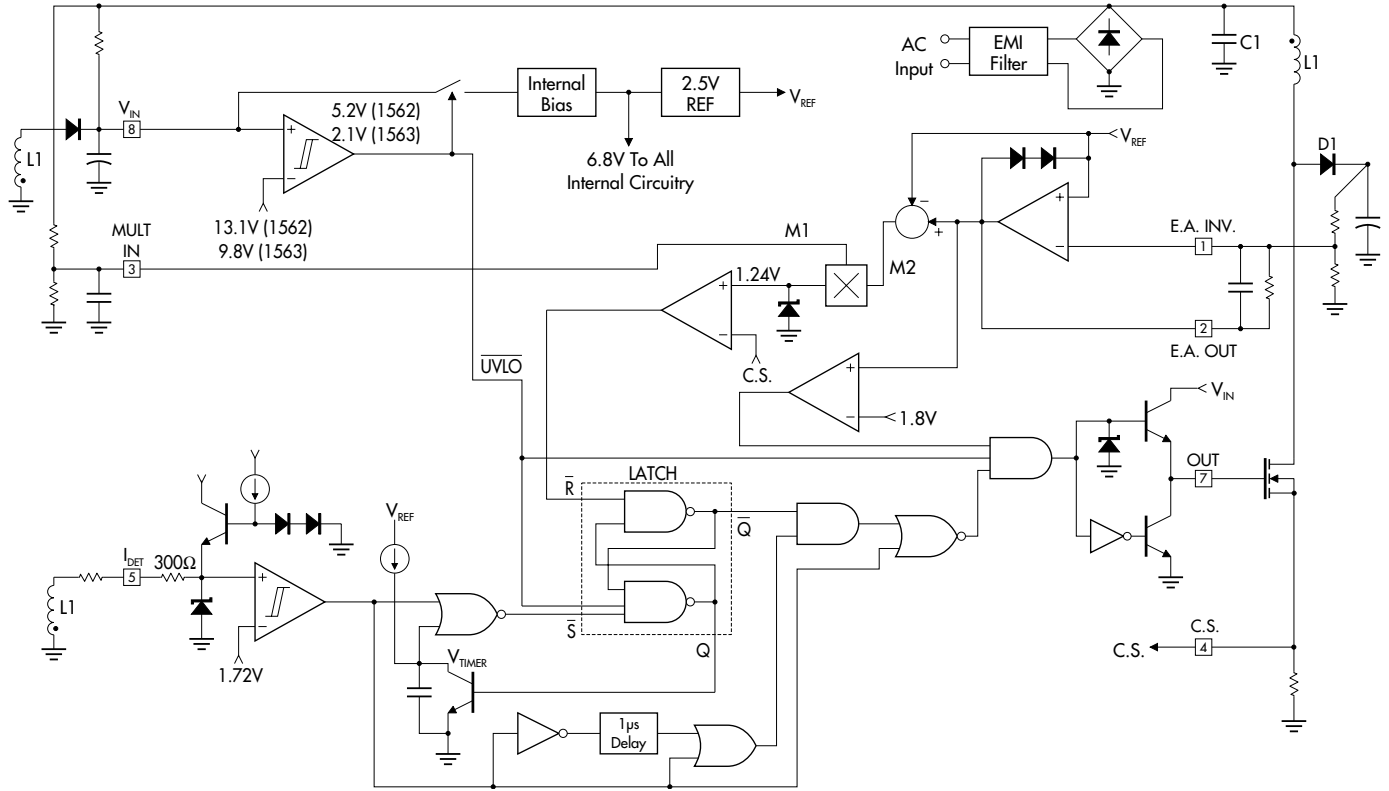 AC
Input
EMI
Filter
C1
L1
V_IN
8
L1
5.2V (1562)
2.1V (1563)
Internal
Bias
2.5V
REF
V_REF
6.8V To All
Internal Circuitry
13.1V (1562)
9.8V (1563)
+
−
V_REF
D1
−
+
+
−
E.A. INV.
1
MULT
IN
3
M1
M2
1.24V
+
−
C.S.
2
E.A. OUT
UVLO
+
−
1.8V
V_IN
OUT
7
LATCH
R
Q
S
Q
V_REF
I_DET
5
300Ω
L1
+
−
1.72V
V_TIMER
1µs
Delay
C.S.
C.S.
4